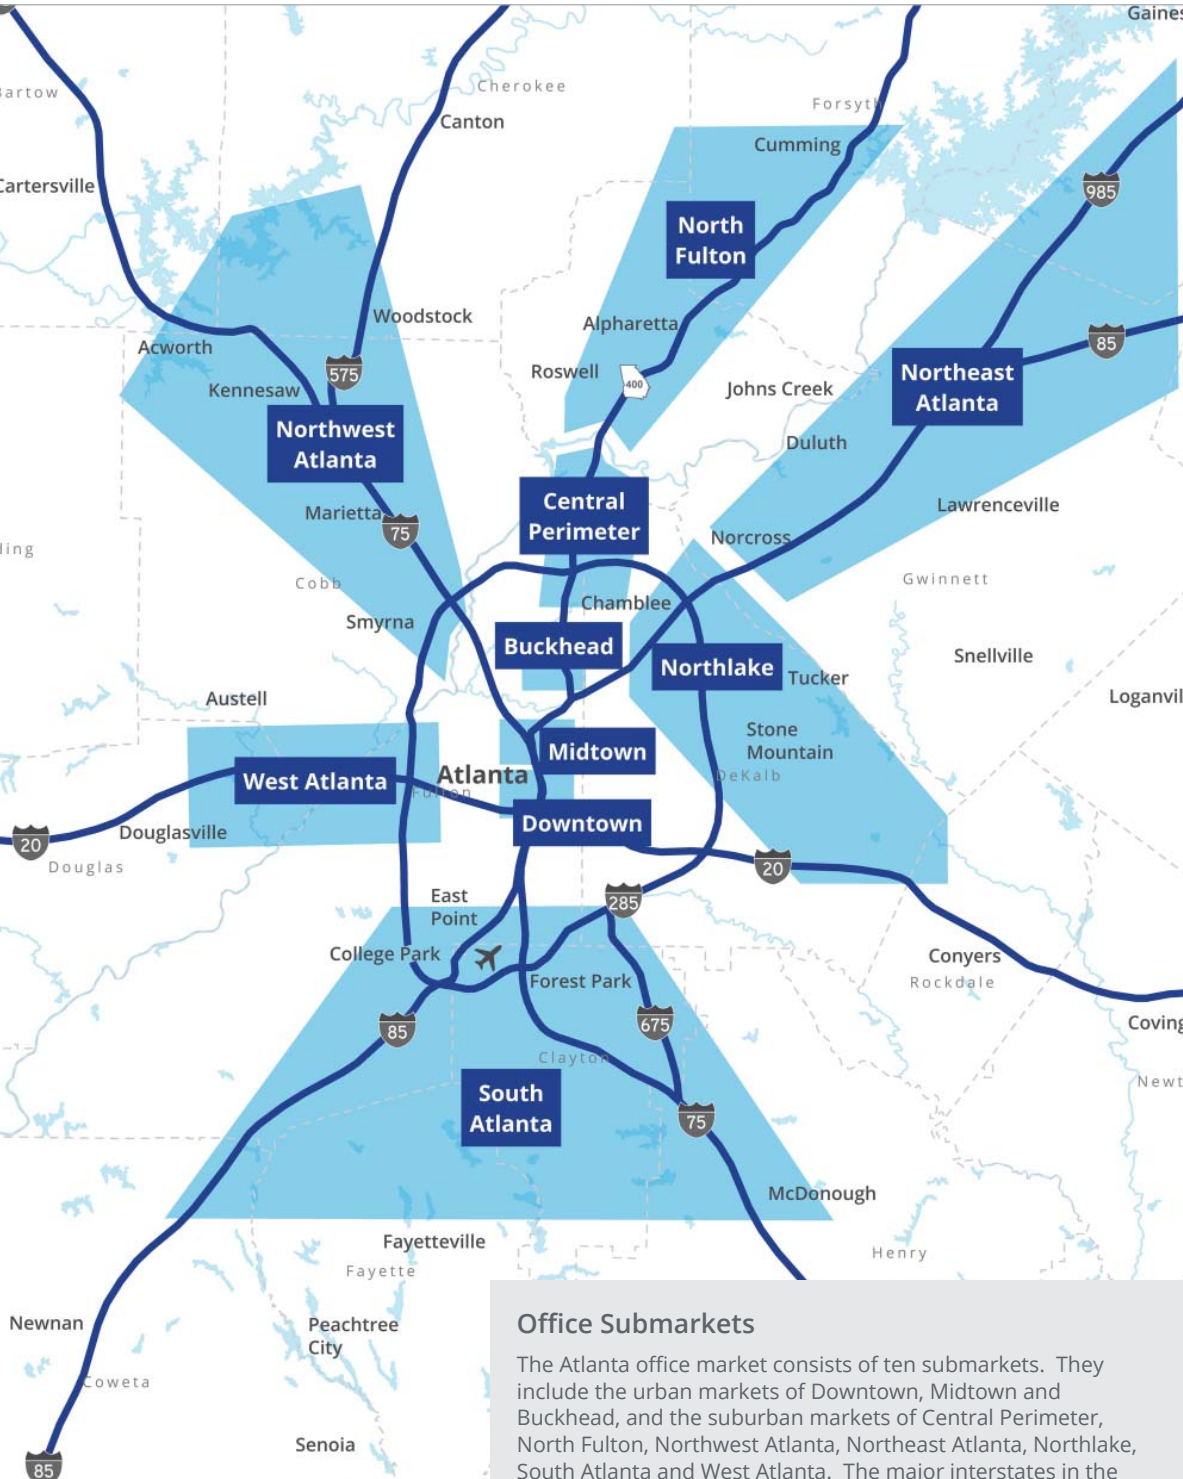 Gaines
Cherokee
Bartow
Forsyth
Canton
Cumming
Cartersville
985
North
Fulton
Woodstock
Alpharetta
Acworth
85
575
Roswell
400
Northeast
Atlanta
Kennesaw
Johns Creek
Northwest
Atlanta
Duluth
Central
Perimeter
Marietta
75
Lawrenceville
Norcross
ding
Cobb
Gwinnett
Chamblee
Smyrna
Buckhead
Northlake
Snellville
Tucker
Austell
Loganvil
Stone
Mountain
Midtown
West Atlanta
Atlanta
Fulton
DeKalb
Downtown
Douglasville
20
Douglas
20
East
Point
285
College Park
Conyers
Forest Park
Rockdale
85
675
Coving
Clayton
Newt
South
Atlanta
75
McDonough
Fayetteville
Henry
Fayette
Newnan
Peachtree
City
Coweta
Senoia
85
Office Submarkets
The Atlanta office market consists of ten submarkets. They
include the urban markets of Downtown, Midtown and
Buckhead, and the suburban markets of Central Perimeter,
North Fulton, Northwest Atlanta, Northeast Atlanta, Northlake,
South Atlanta and West Atlanta. The major interstates in the